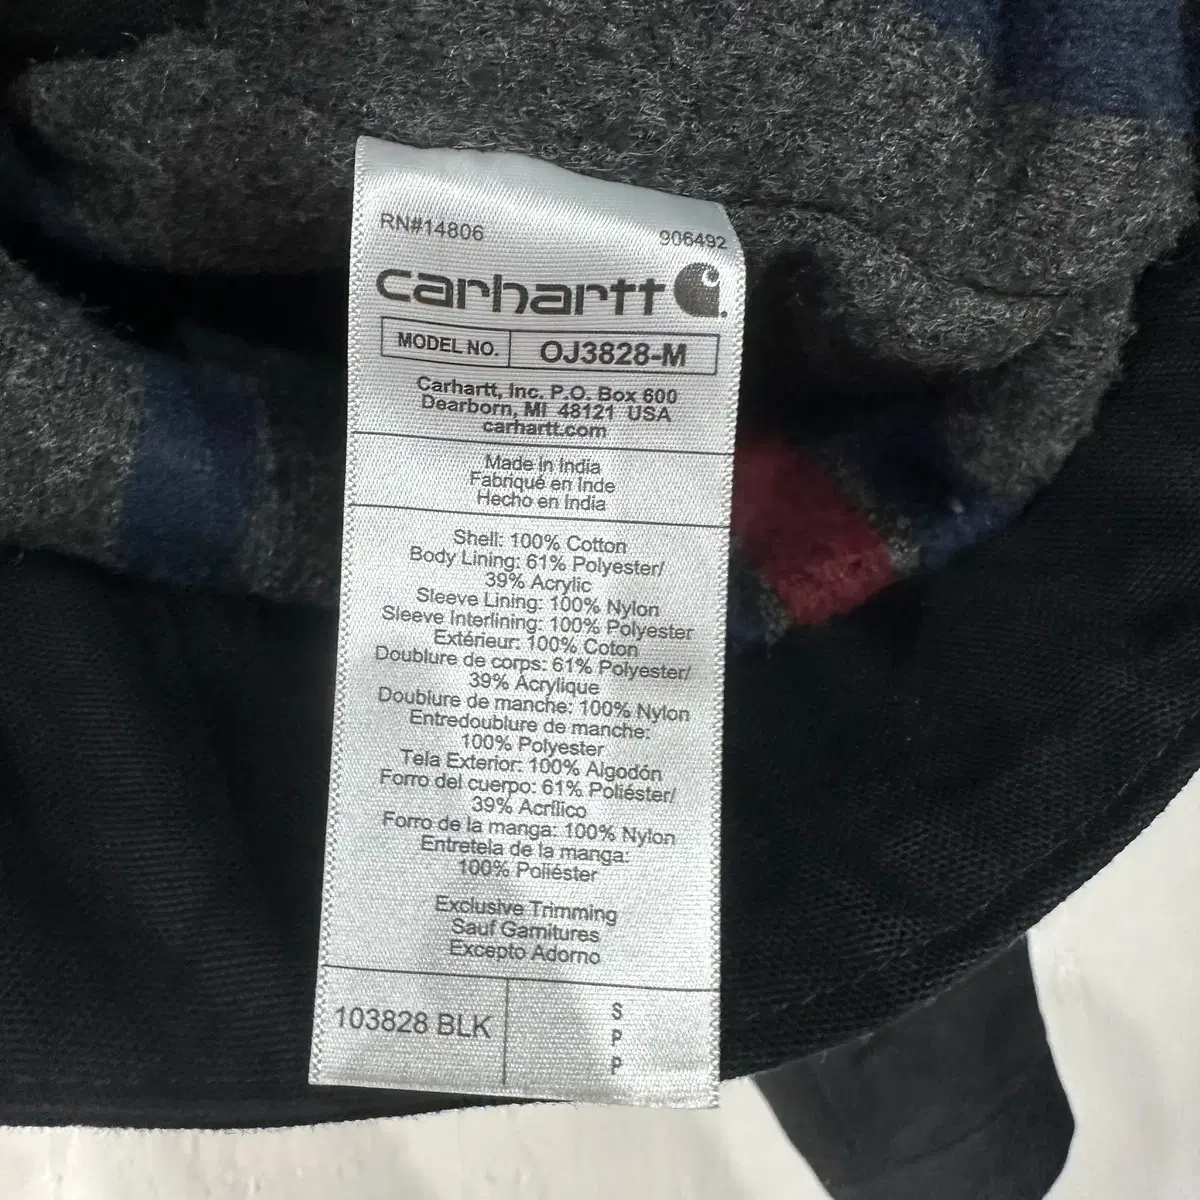 RN#14806 906492
carhartt
MODEL NO. OJ3828-M
Carhartt, Inc. P.O. Box 600
Dearborn, MI 48121 USA
carhartt.com
Made in India
Fabriqué en Inde
Hecho en India
Shell: 100% Cotton
Body Lining: 61% Polyester/
39% Acrylic
Sleeve Lining: 100% Nylon
Sleeve Interlining: 100% Polyester
Extérieur: 100% Coton
Doublure de corps: 61% Polyester/
39% Acrylique
Doublure de manche: 100% Nylon
Entredoublure de manche:
100% Polyester
Tela Exterior: 100% Algodón
Forro del cuerpo: 61% Poliéster/
39% Acrílico
Forro de la manga: 100% Nylon
Entretela de la manga:
100% Poliéster
Exclusive Trimming
Sauf Garnitures
Excepto Adorno
103828 BLK
S
P
P